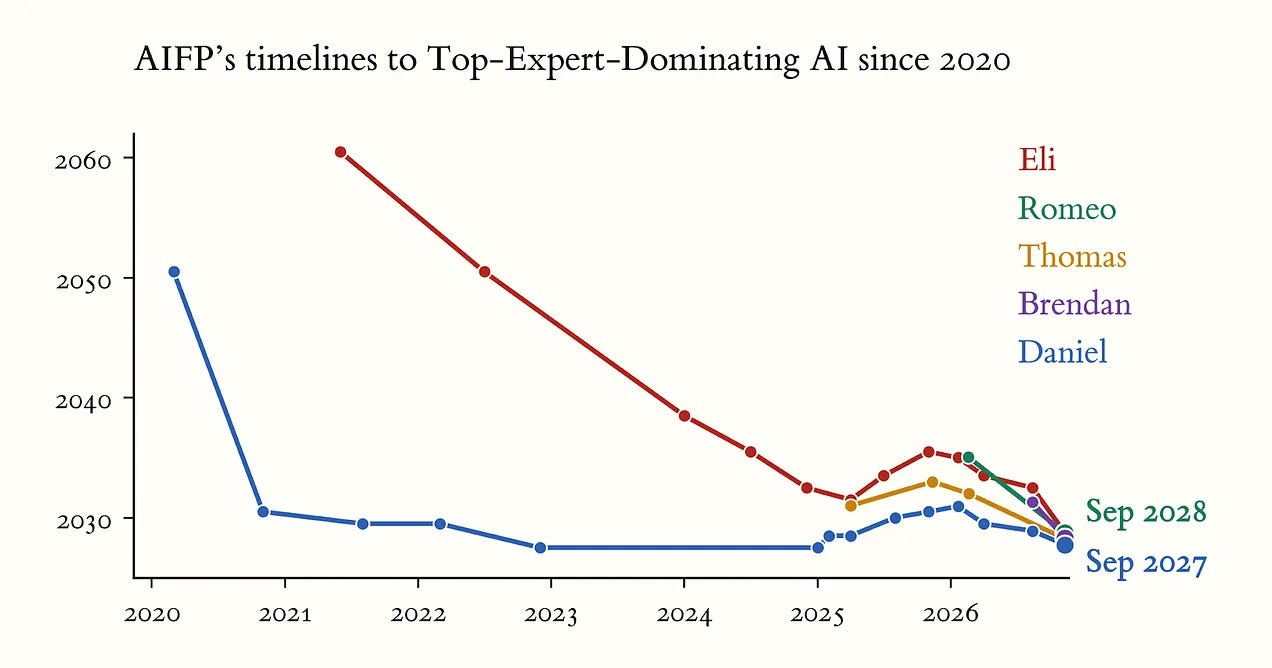 AIFP's timelines to Top-Expert-Dominating AI since 2020
2060
2050
2040
2030
Eli
Romeo
Thomas
Brendan
Daniel
Sep 2028
Sep 2027
2020 2021 2022 2023 2024 2025 2026